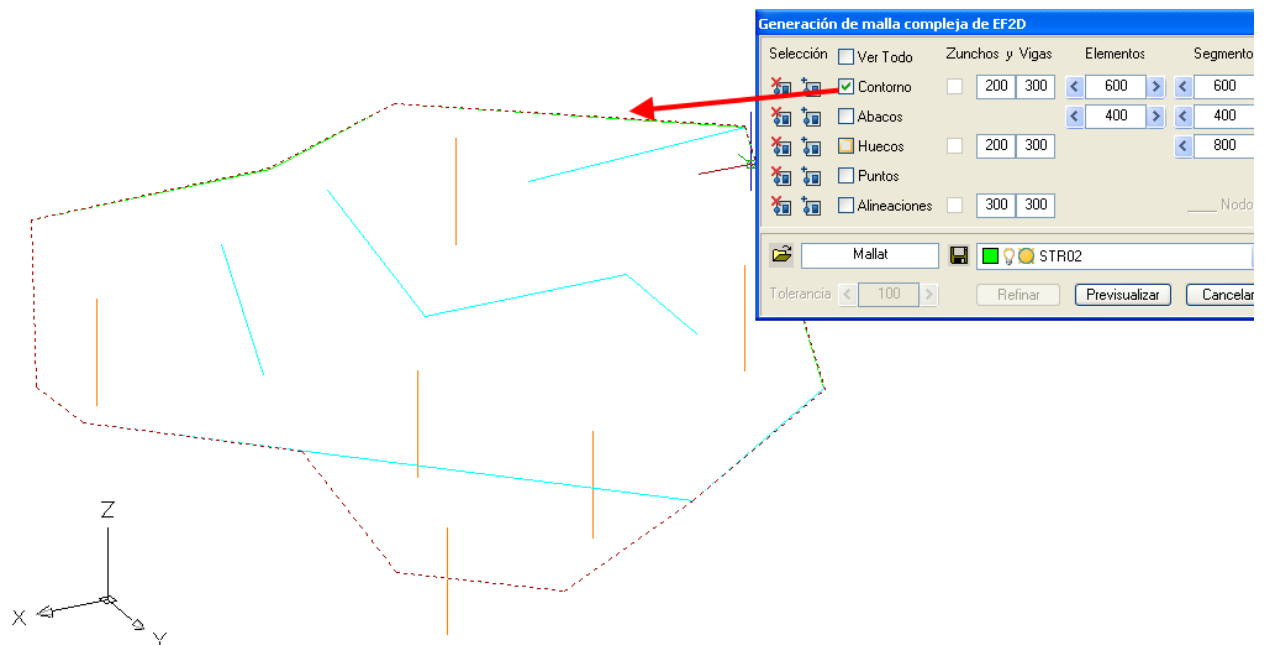 Generación de malla compleja de EF2D
Selección Ver Todo Zunchos y Vigas Elementos Segmento
Contorno 200 300 < 600 > < 600
Abacos < 400 > < 400
Huecos 200 300 < 800
Puntos
Alineaciones 300 300 ___ Nodo
Mallat STR02
Tolerancia < 100 > Refinar Previsualizar Cancelar
Z
X
Y